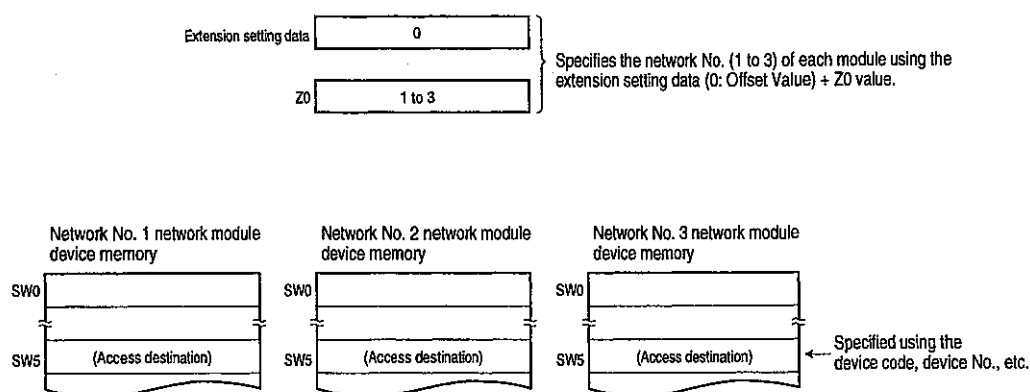 Extension setting data 0
Specifies the network No. (1 to 3) of each module using the
extension setting data (0: Offset Value) + Z0 value.
Z0 1 to 3
Network No. 1 network module
device memory
SW0
SW5 (Access destination)
Network No. 2 network module
device memory
SW0
SW5 (Access destination)
Network No. 3 network module
device memory
SW0
SW5 (Access destination)
Specified using the
device code, device No., etc.